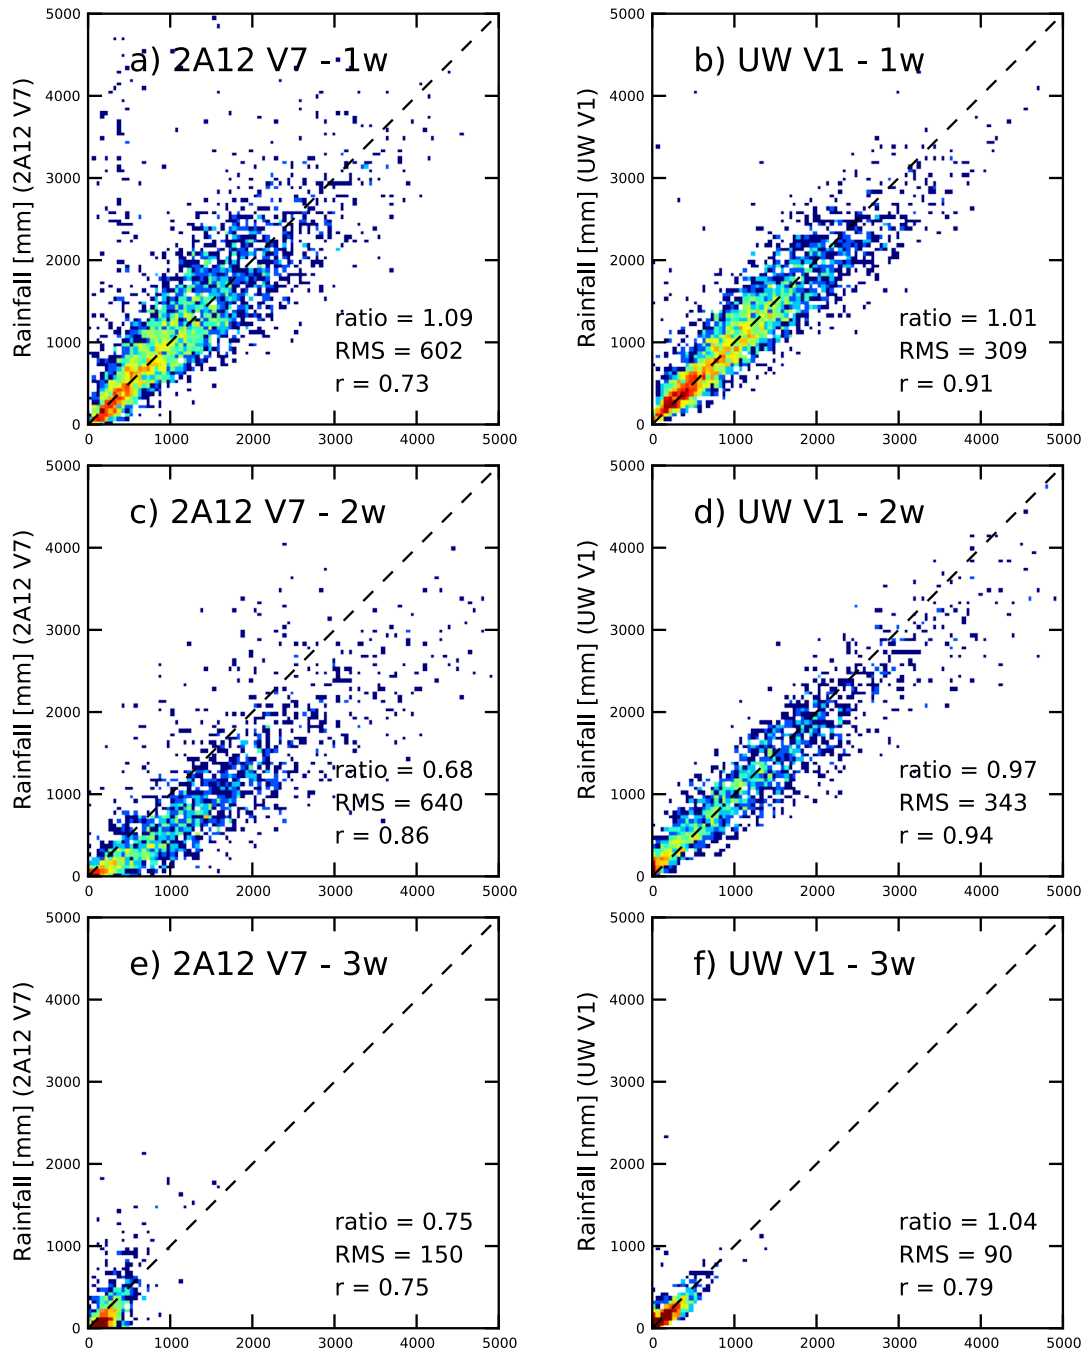 a) 2A12 V7 - 1w
Rainfall [mm] (2A12 V7)
5000
4000
3000
2000
1000
0
ratio = 1.09
RMS = 602
r = 0.73
0 1000 2000 3000 4000 5000
b) UW V1 - 1w
Rainfall [mm] (UW V1)
5000
4000
3000
2000
1000
0
ratio = 1.01
RMS = 309
r = 0.91
0 1000 2000 3000 4000 5000
c) 2A12 V7 - 2w
Rainfall [mm] (2A12 V7)
5000
4000
3000
2000
1000
0
ratio = 0.68
RMS = 640
r = 0.86
0 1000 2000 3000 4000 5000
d) UW V1 - 2w
Rainfall [mm] (UW V1)
5000
4000
3000
2000
1000
0
ratio = 0.97
RMS = 343
r = 0.94
0 1000 2000 3000 4000 5000
e) 2A12 V7 - 3w
Rainfall [mm] (2A12 V7)
5000
4000
3000
2000
1000
0
ratio = 0.75
RMS = 150
r = 0.75
0 1000 2000 3000 4000 5000
f) UW V1 - 3w
Rainfall [mm] (UW V1)
5000
4000
3000
2000
1000
0
ratio = 1.04
RMS = 90
r = 0.79
0 1000 2000 3000 4000 5000